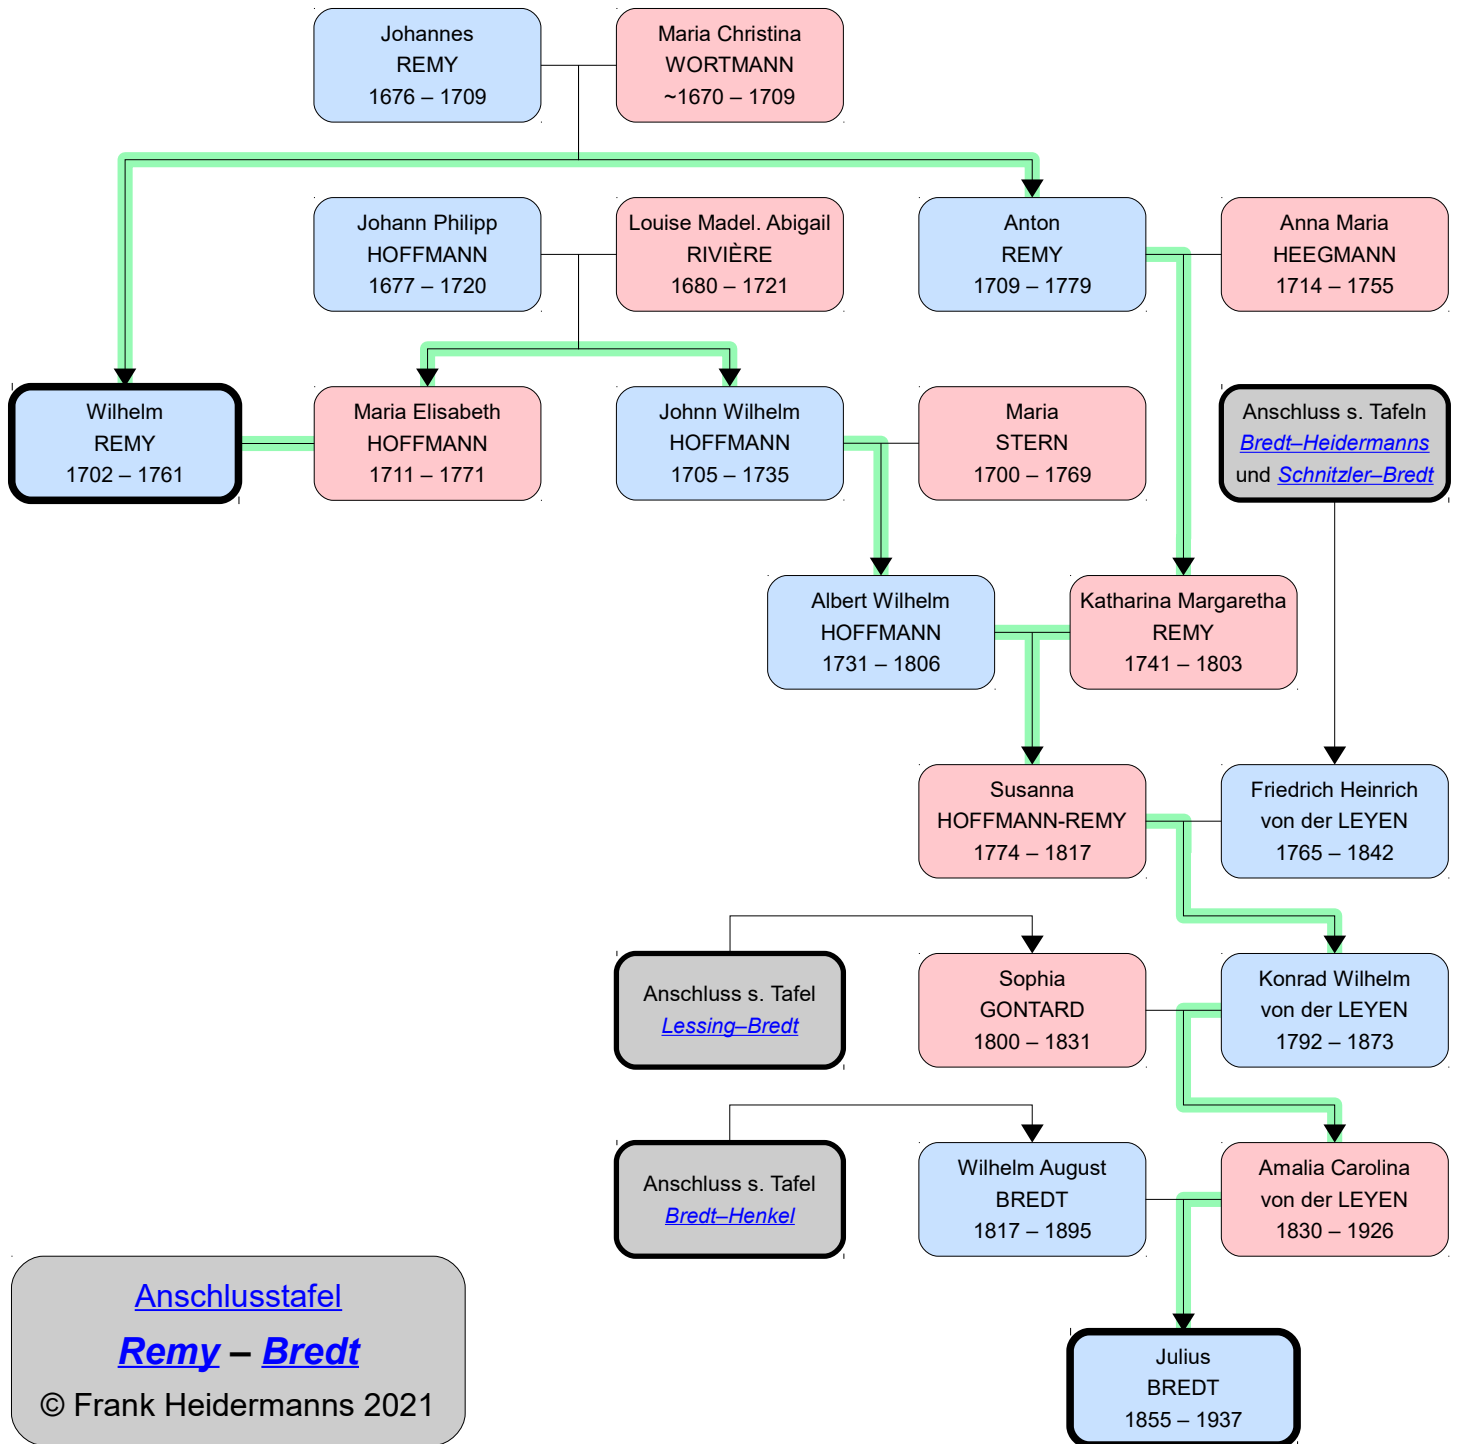 Johannes
REMY
1676 – 1709
Maria Christina
WORTMANN
~1670 – 1709
Johann Philipp
HOFFMANN
1677 – 1720
Louise Madel. Abigail
RIVIÈRE
1680 – 1721
Anton
REMY
1709 – 1779
Anna Maria
HEEGMANN
1714 – 1755
Wilhelm
REMY
1702 – 1761
Maria Elisabeth
HOFFMANN
1711 – 1771
Johnn Wilhelm
HOFFMANN
1705 – 1735
Maria
STERN
1700 – 1769
Anschluss s. Tafeln
Bredt–Heidermanns
und Schnitzler–Bredt
Albert Wilhelm
HOFFMANN
1731 – 1806
Katharina Margaretha
REMY
1741 – 1803
Susanna
HOFFMANN-REMY
1774 – 1817
Friedrich Heinrich
von der LEYEN
1765 – 1842
Anschluss s. Tafel
Lessing–Bredt
Sophia
GONTARD
1800 – 1831
Konrad Wilhelm
von der LEYEN
1792 – 1873
Anschluss s. Tafel
Bredt–Henkel
Wilhelm August
BREDT
1817 – 1895
Amalia Carolina
von der LEYEN
1830 – 1926
Anschlusstafel
Remy – Bredt
© Frank Heidermanns 2021
Julius
BREDT
1855 – 1937